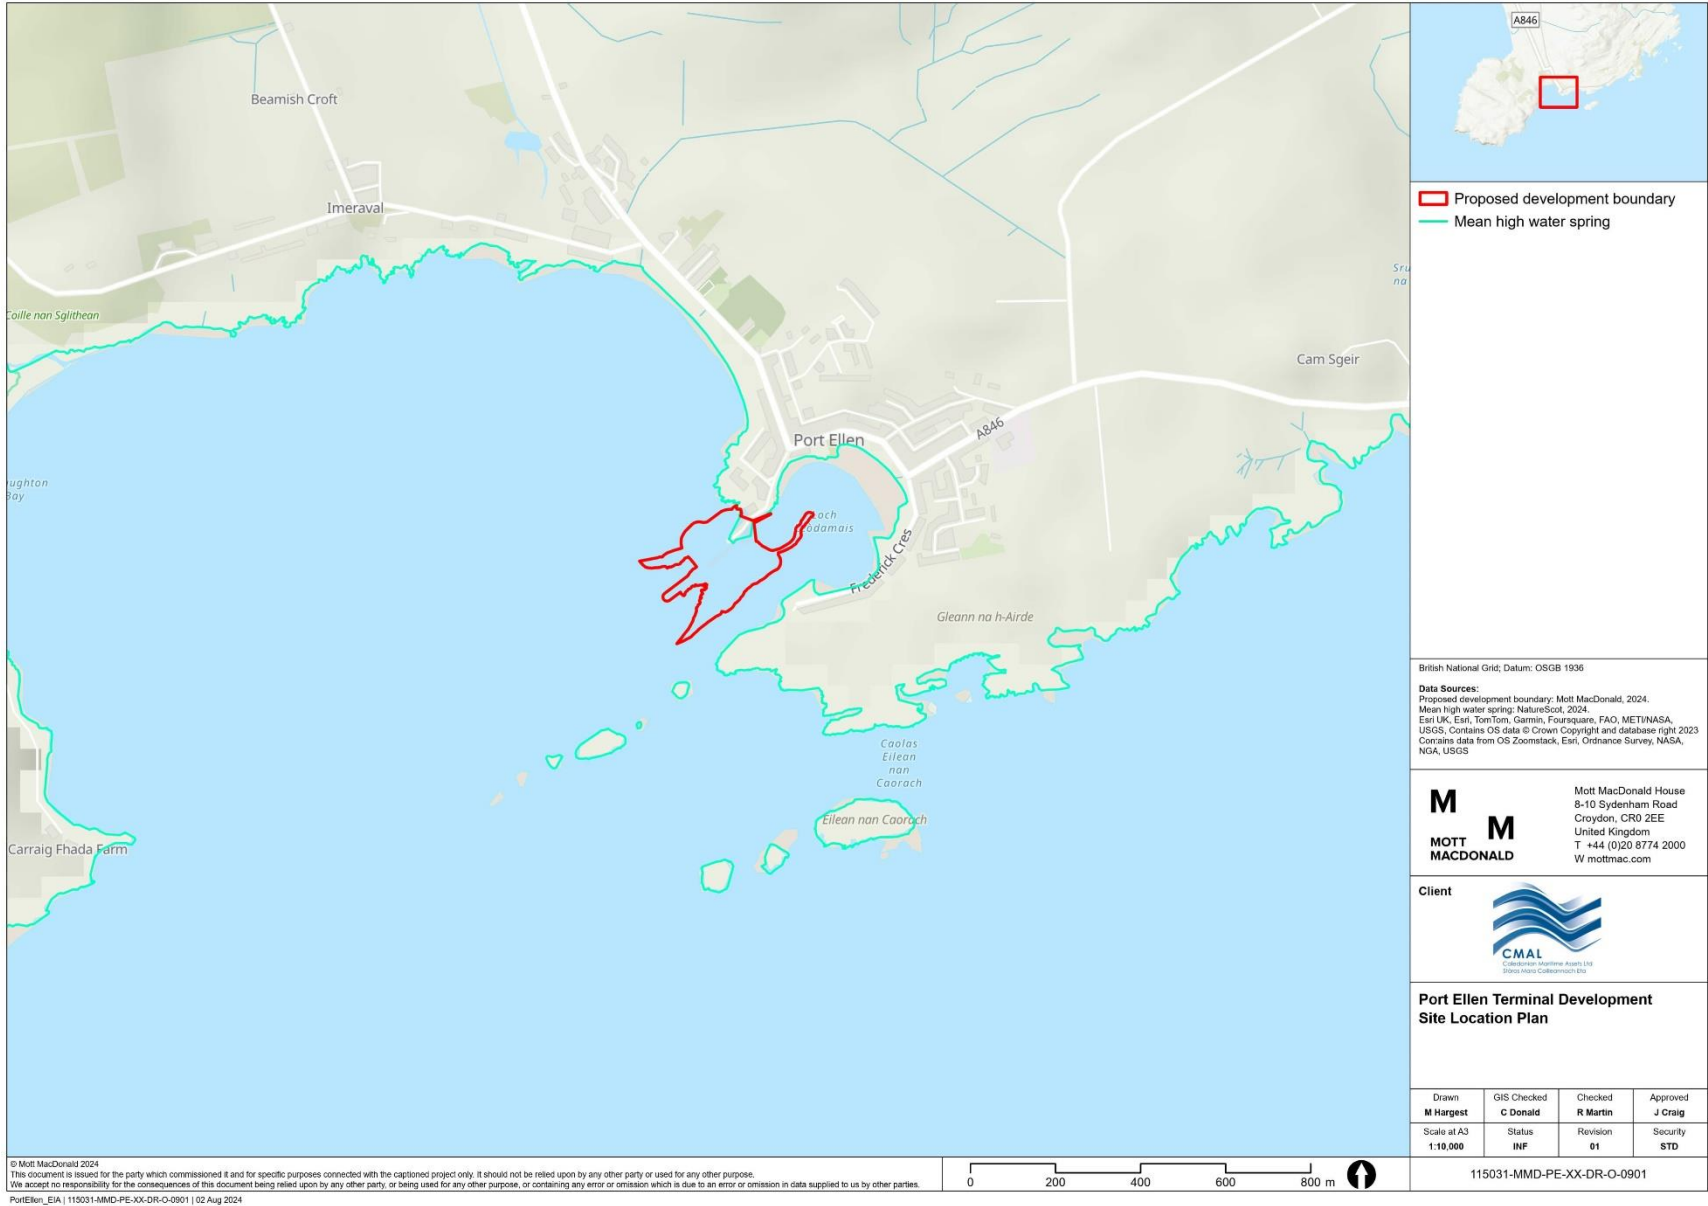 A846
Beamish Croft
Imeraval
Proposed development boundary
Mean high water spring
Coille nan Sglithean
Sru
na
Cam Sgeir
Port Ellen
A846
ughton
Bay
Loch
odamais
Frederick Cres
Gleann na h-Airde
Caolas
Eilean
nan
Caorach
Eilean nan Caorach
Carraig Fhada Farm
British National Grid; Datum: OSGB 1936
Data Sources:
Proposed development boundary: Mott MacDonald, 2024.
Mean high water spring: NatureScot, 2024.
Esri UK, Esri, TomTom, Garmin, Foursquare, FAO, METI/NASA,
USGS, Contains OS data © Crown Copyright and database right 2023
Contains data from OS Zoomstack, Esri, Ordnance Survey, NASA,
NGA, USGS
M
M
MOTT
MACDONALD
Mott MacDonald House
8-10 Sydenham Road
Croydon, CR0 2EE
United Kingdom
T +44 (0)20 8774 2000
W mottmac.com
Client
CMAL
Caledonian Maritime Assets Ltd
Port Ellen Terminal Development
Site Location Plan
Drawn GIS Checked Checked Approved
M Hargest C Donald R Martin J Craig
Scale at A3 Status Revision Security
1:10,000 INF 01 STD
115031-MMD-PE-XX-DR-O-0901
© Mott MacDonald 2024
This document is issued for the party which commissioned it and for specific purposes connected with the captioned project only. It should not be relied upon by any other party or used for any other purpose.
We accept no responsibility for the consequences of this document being relied upon by any other party, or being used for any other purpose, or containing any error or omission which is due to an error or omission in data supplied to us by other parties.
0 200 400 600 800 m
PortEllen_EIA | 115031-MMD-PE-XX-DR-O-0901 | 02 Aug 2024